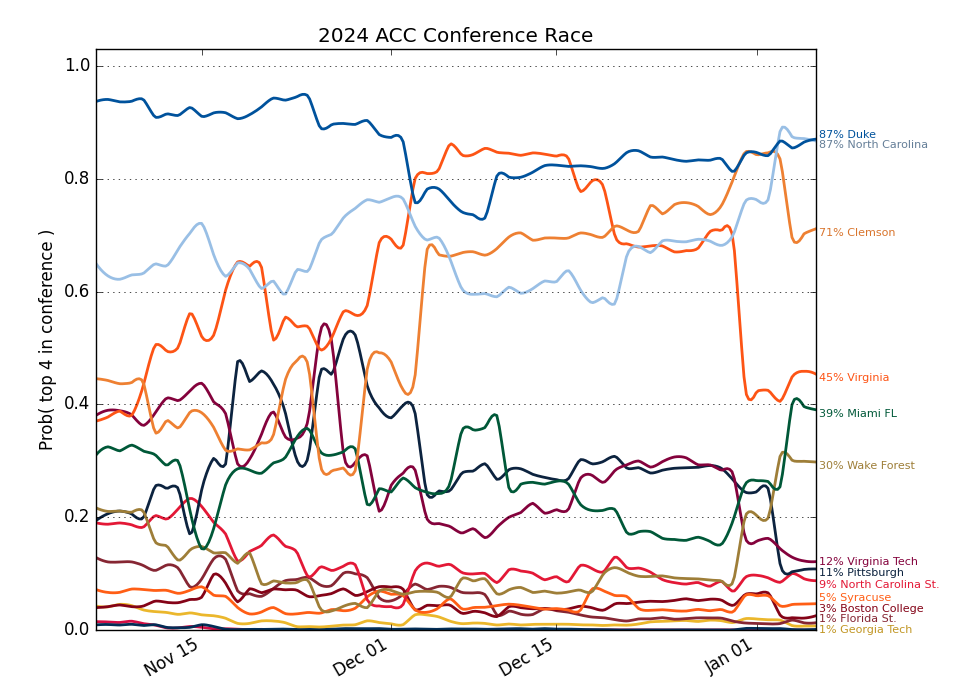 2024 ACC Conference Race
Prob( top 4 in conference )
1.0
0.8
0.6
0.4
0.2
0.0
Nov 15
Dec 01
Dec 15
Jan 01
87% Duke
87% North Carolina
71% Clemson
45% Virginia
39% Miami FL
30% Wake Forest
12% Virginia Tech
11% Pittsburgh
9% North Carolina St.
5% Syracuse
3% Boston College
1% Florida St.
1% Georgia Tech